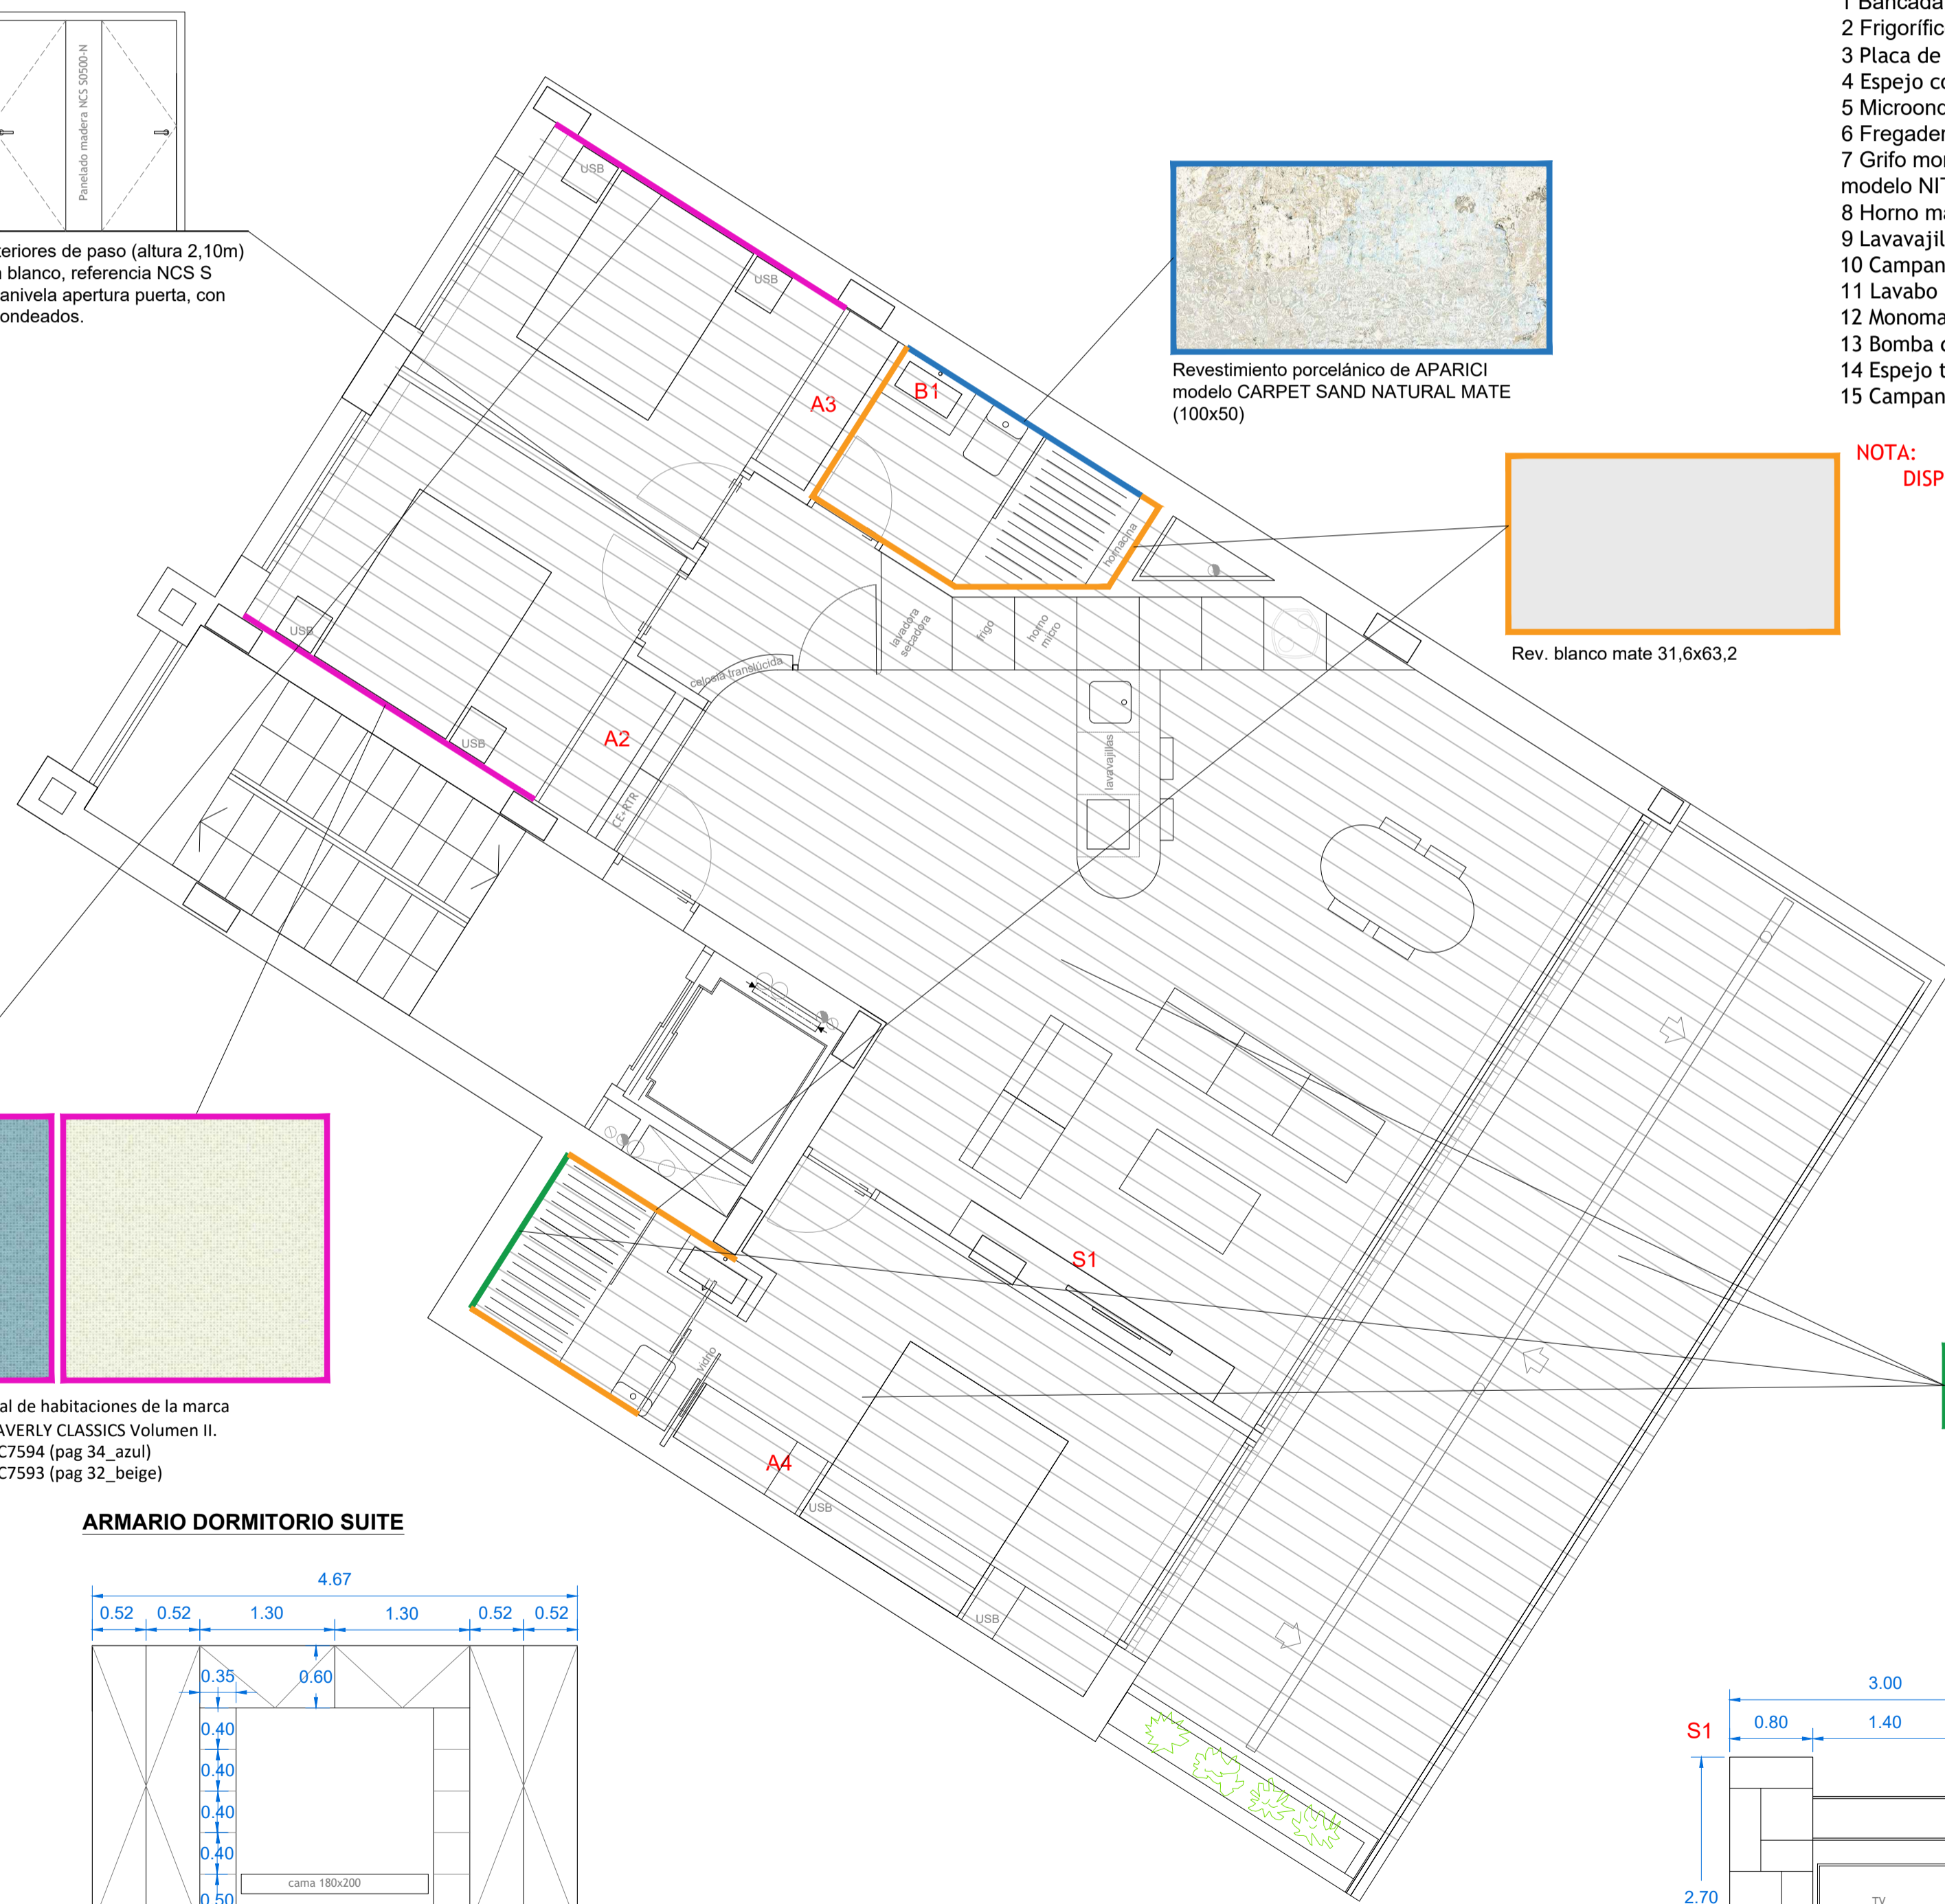 Panelado madera NCS S0500-N
teriores de paso (altura 2,10m)
blanco, referencia NCS S
anivela apertura puerta, con
ondeados.
1 Bancada
2 Frigorífic
3 Placa de
4 Espejo co
5 Microond
6 Fregader
7 Grifo mon
modelo NIT
8 Horno ma
9 Lavavajil
10 Campan
11 Lavabo
12 Monoma
13 Bomba d
14 Espejo t
15 Campan
NOTA:
DISP
Revestimiento porcelánico de APARICI
modelo CARPET SAND NATURAL MATE
(100x50)
Rev. blanco mate 31,6x63,2
USB
USB
A3
B1
hornacina
USB
USB
A2
CE+RTR
celosía translúcida
lavadora
secadora
frigo
horno
micro
lavavajillas
S1
vidrio
A4
USB
USB
al de habitaciones de la marca
AVERLY CLASSICS Volumen II.
C7594 (pag 34_azul)
C7593 (pag 32_beige)
ARMARIO DORMITORIO SUITE
4.67
0.52 0.52 1.30 1.30 0.52 0.52
0.35 0.60
0.40
0.40
0.40
0.40
0.50
cama 180x200
3.00
S1 0.80 1.40
2.70
TV